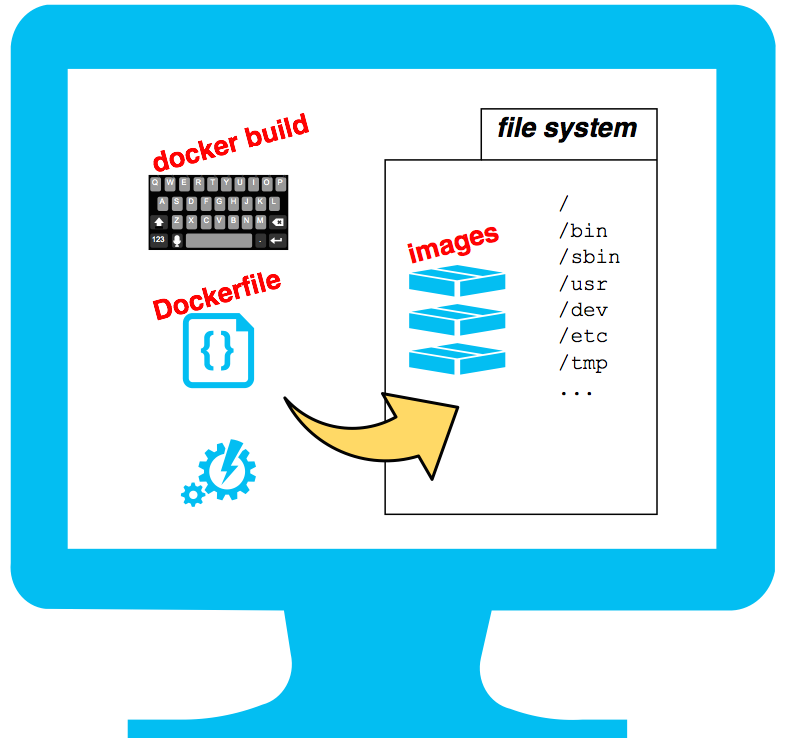 docker build
Q W E R T Y U I O P
A S D F G H J K L
Z X C V B N M
123 .
Dockerfile
{ }
file system
images
/
/bin
/sbin
/usr
/dev
/etc
/tmp
...